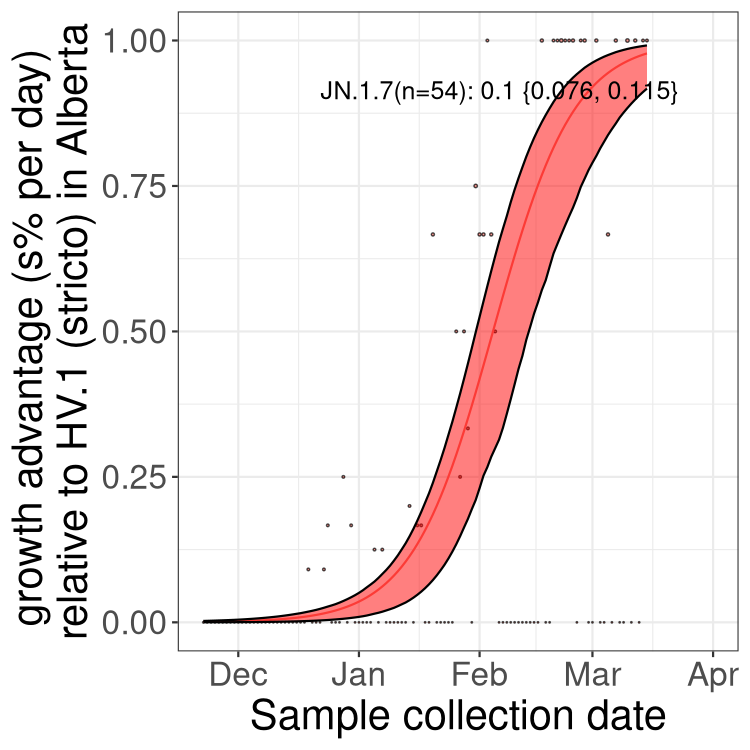 growth advantage (s% per day)
relative to HV.1 (stricto) in Alberta
1.00
0.75
0.50
0.25
0.00
JN.1.7(n=54): 0.1 {0.076, 0.115}
Dec Jan Feb Mar Apr
Sample collection date